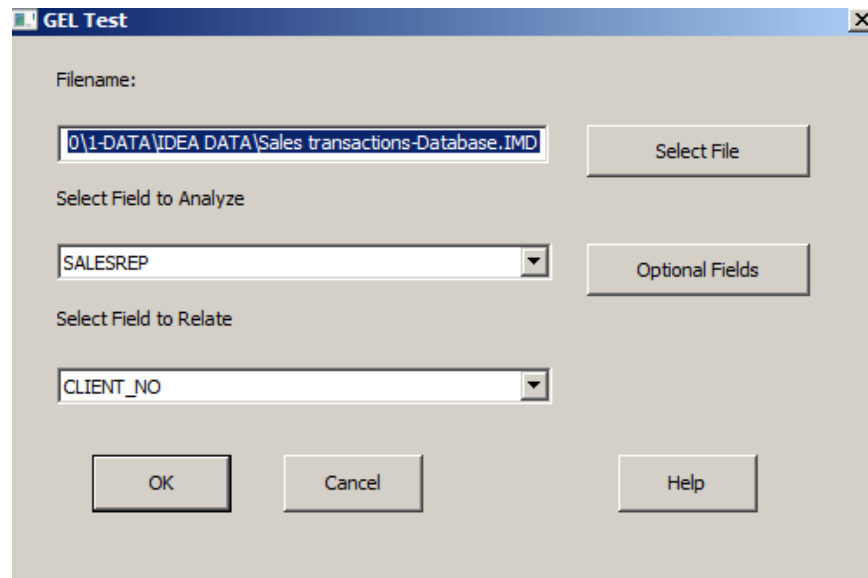 GEL Test
Filename:
0\1-DATA\IDEA DATA\Sales transactions-Database.IMD
Select File
Select Field to Analyze
SALESREP
Optional Fields
Select Field to Relate
CLIENT_NO
OK Cancel Help